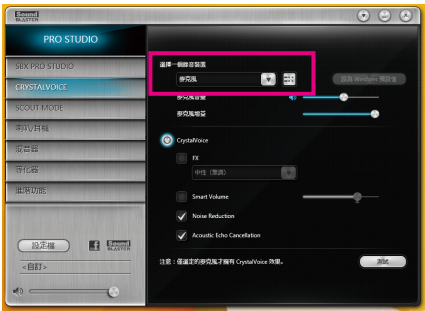 Sound
BLASTER
PRO STUDIO
SBX PRO STUDIO
CRYSTALVOICE
SCOUT MODE
喇叭/耳機
混音器
等化器
進階功能
設定檔
Sound
BLASTER
<自訂>
選擇一個錄音裝置
麥克風
設為 Windows 預設值
麥克風音量
麥克風增益
CrystalVoice
FX
中性 (無調)
Smart Volume
Noise Reduction
Acoustic Echo Cancellation
注意：僅選定的麥克風才擁有 CrystalVoice 效果。
測試